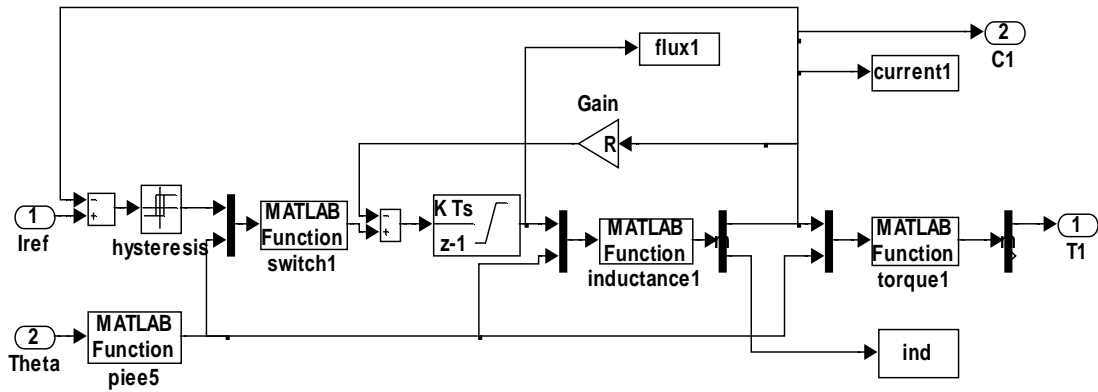 flux1
2
C1
current1
Gain
R
-
+
1
Iref
hysteresis
MATLAB
Function
switch1
-
+
K Ts
z-1
MATLAB
Function
inductance1
MATLAB
Function
torque1
1
T1
2
Theta
MATLAB
Function
piee5
ind